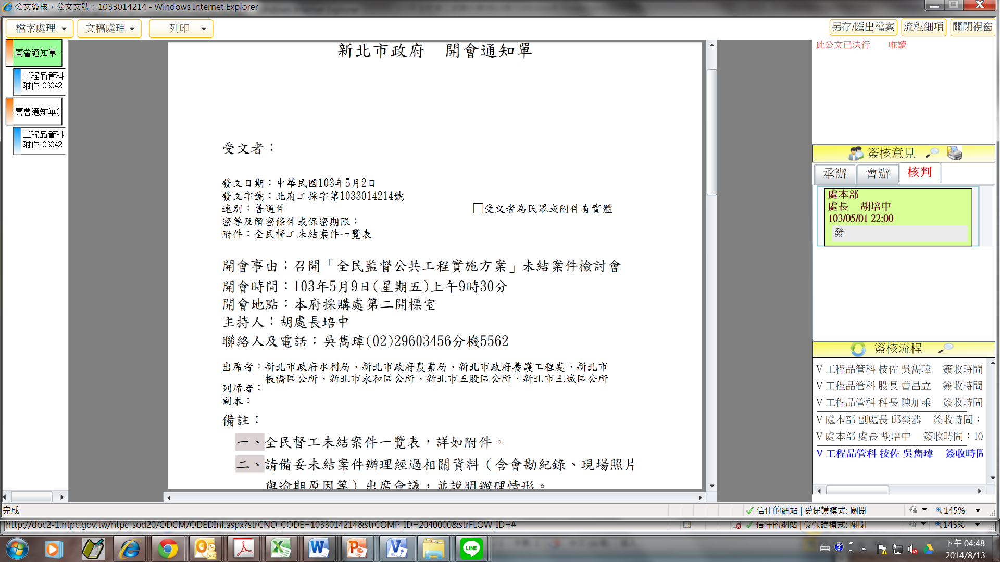 公文簽核，公文文號：1033014214 - Windows Internet Explorer
檔案處理
文稿處理
列印
另存/匯出檔案
流程細項
關閉視窗
開會通知單-
工程品管科
附件103042
開會通知單(
工程品管科
附件103042
新北市政府 開會通知單
受文者：
發文日期：中華民國103年5月2日
發文字號：北府工採字第1033014214號
速別：普通件
□受文者為民眾或附件有實體
密等及解密條件或保密期限：
附件：全民督工未結案件一覽表
開會事由：召開「全民監督公共工程實施方案」未結案件檢討會
開會時間：103年5月9日(星期五)上午9時30分
開會地點：本府採購處第二開標室
主持人：胡處長培中
聯絡人及電話：吳雋瑋(02)29603456分機5562
出席者：新北市政府水利局、新北市政府農業局、新北市政府養護工程處、新北市
板橋區公所、新北市永和區公所、新北市五股區公所、新北市土城區公所
列席者：
副本：
備註：
一、全民督工未結案件一覽表，詳如附件。
二、請備妥未結案件辦理經過相關資料（含會勘紀錄、現場照片
與逾期原因等）出席會議，並說明辦理情形。
此公文已決行 唯讀
簽核意見
承辦
會辦
核判
處本部
處長 胡培中
103/05/01 22:00
發
簽核流程
V 工程品管科 技佐 吳雋瑋 簽收時間
V 工程品管科 股長 曹昌立 簽收時間
V 工程品管科 科長 陳加乘 簽收時間
V 處本部 副處長 邱奕恭 簽收時間：
V 處本部 處長 胡培中 簽收時間：10
V 工程品管科 技佐 吳雋瑋 簽收時間
完成
信任的網站 | 受保護模式: 關閉
145%
http://doc2-1.ntpc.gov.tw/ntpc_sod20/ODCM/ODEDInf.aspx?strCNO_CODE=1033014214&strCOMP_ID=2040000&strFLOW_ID=#
信任的網站 | 受保護模式: 關閉
145%
LINE
下午 04:48
2014/8/13